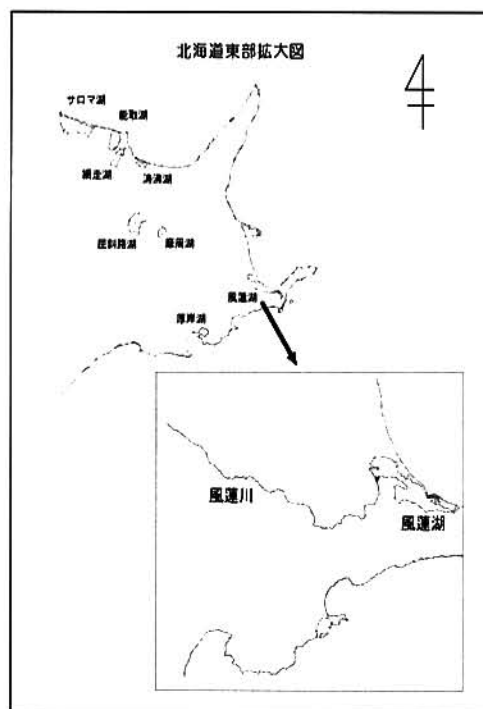 北海道東部拡大図
サロマ湖
能取湖
網走湖
濤沸湖
屈斜路湖
摩周湖
風蓮湖
厚岸湖
風蓮川
風蓮湖